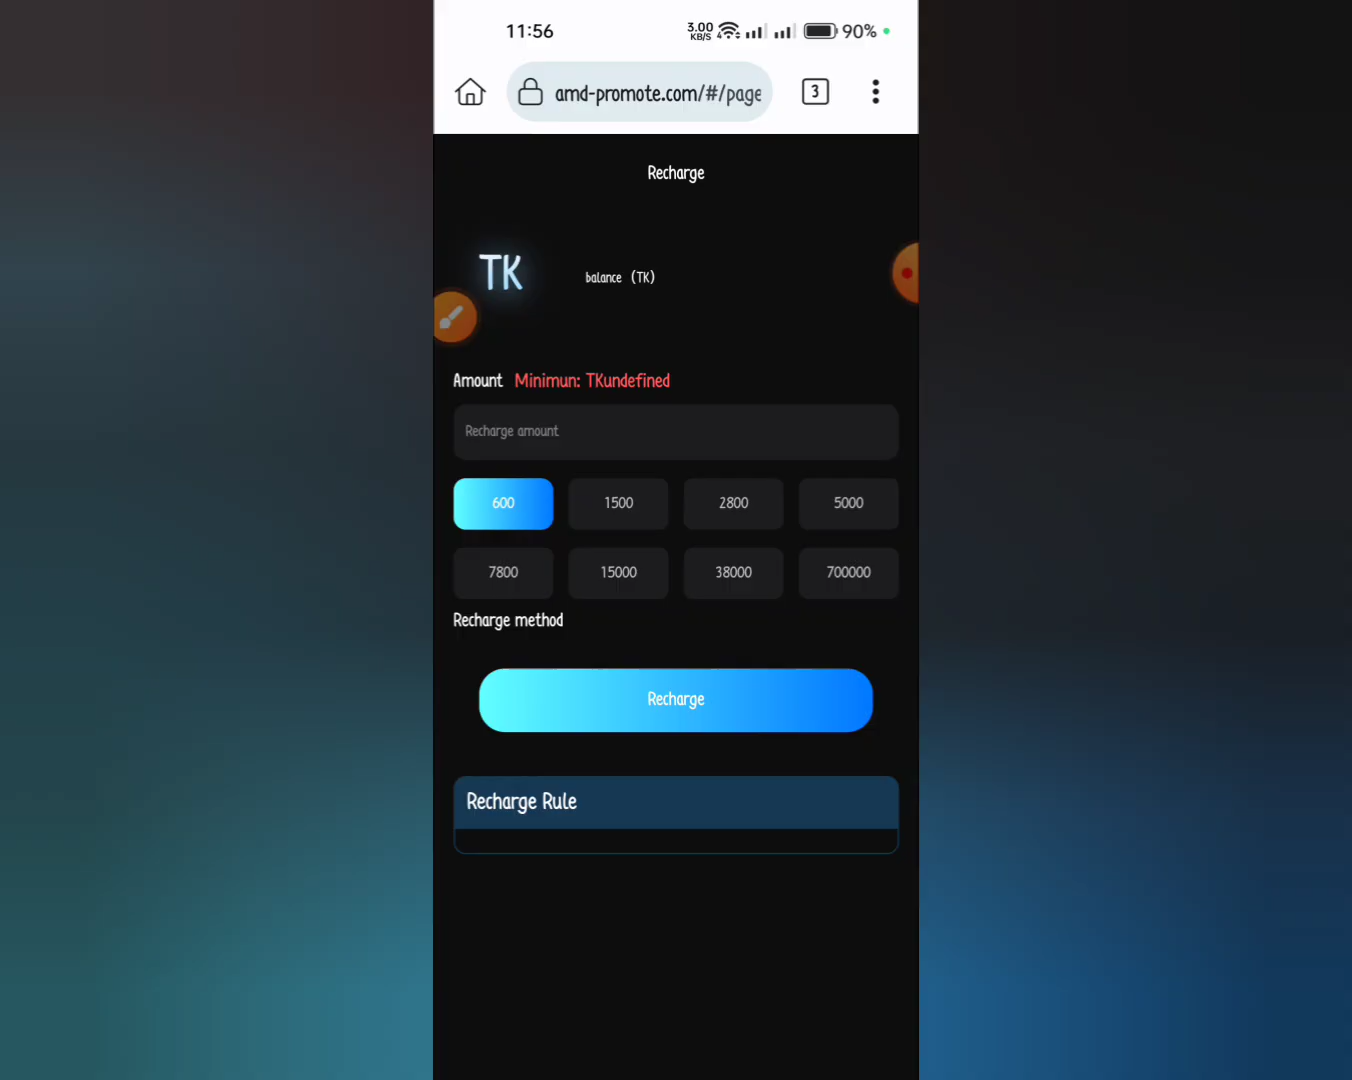 11:56
3.00
KB/S
90%
amd-promote.com/#/page
3
Recharge
TK
balance (TK)
Amount Minimun: TKundefined
Recharge amount
600 1500 2800 5000
7800 15000 38000 700000
Recharge method
Recharge
Recharge Rule